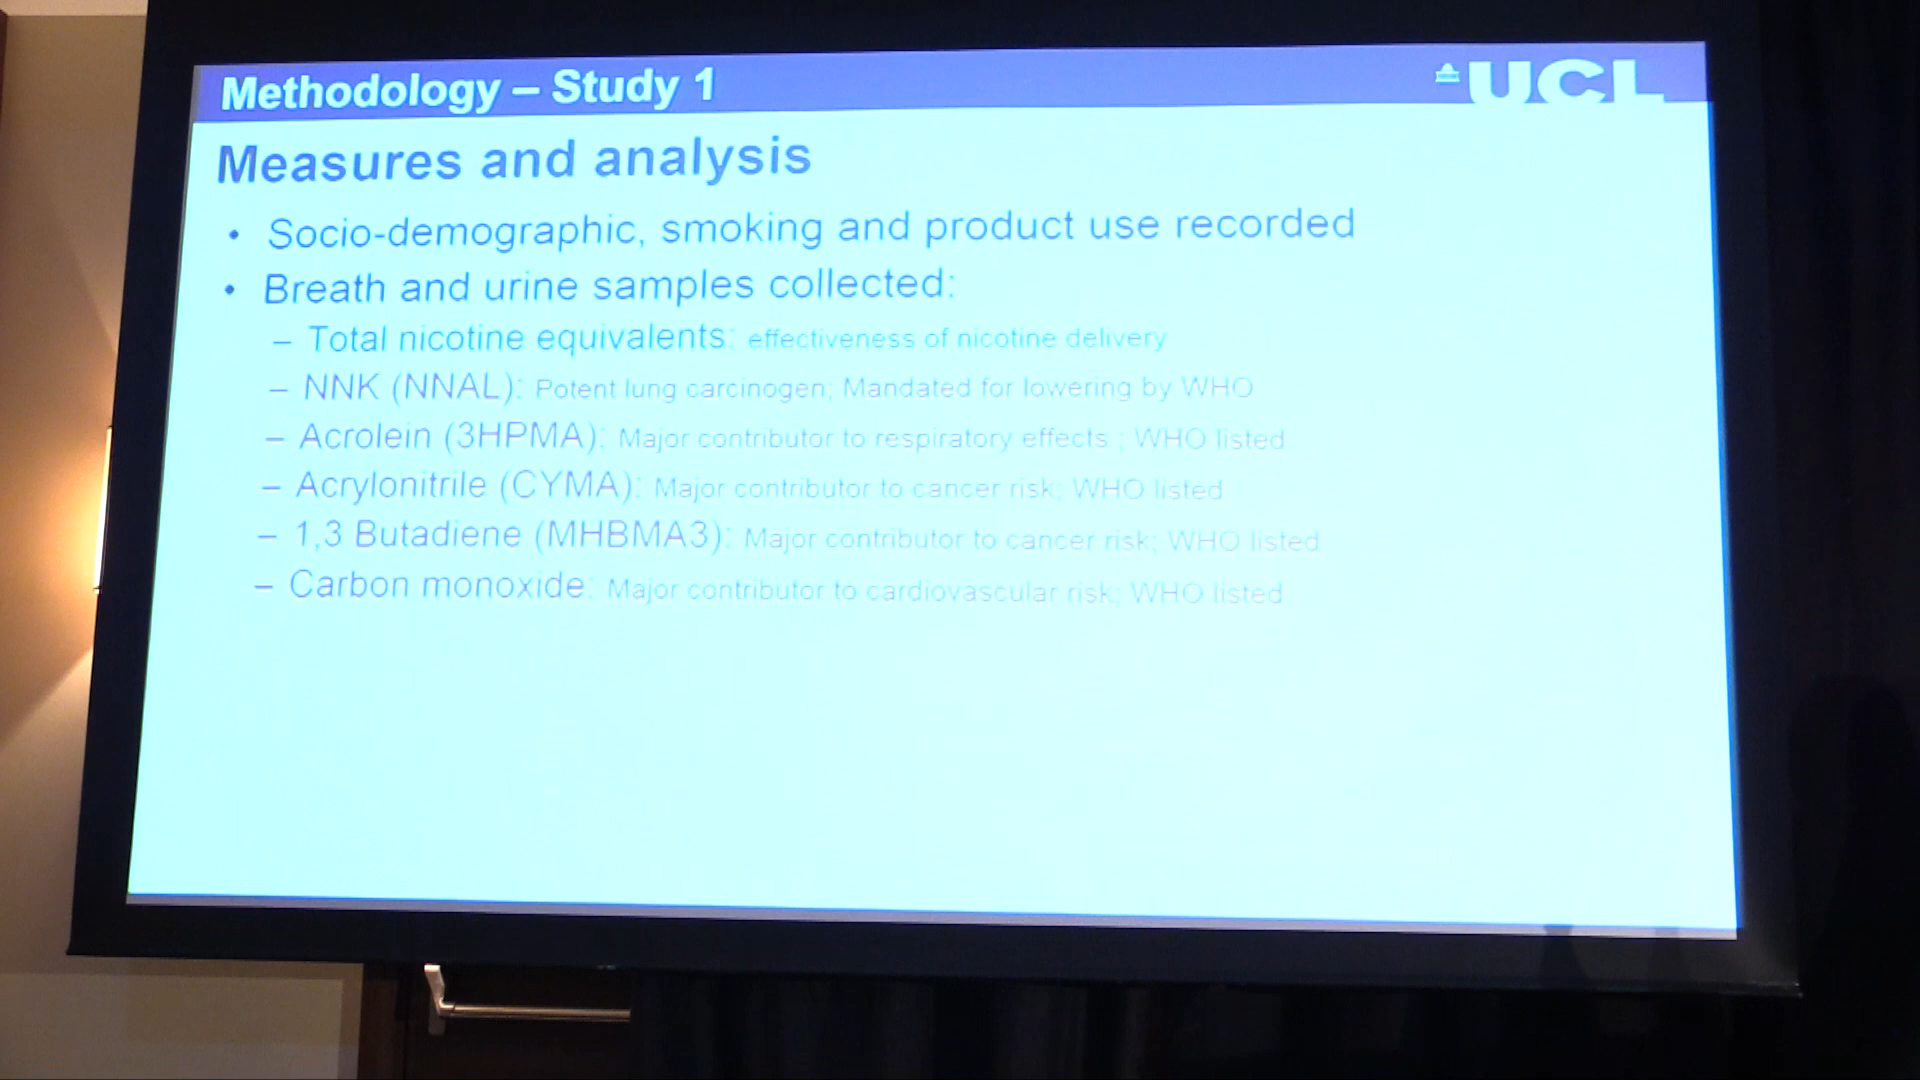 Methodology – Study 1
UCL
Measures and analysis
• Socio-demographic, smoking and product use recorded
• Breath and urine samples collected:
– Total nicotine equivalents: effectiveness of nicotine delivery
– NNK (NNAL): Potent lung carcinogen; Mandated for lowering by WHO
– Acrolein (3HPMA): Major contributor to respiratory effects ; WHO listed
– Acrylonitrile (CYMA): Major contributor to cancer risk; WHO listed
– 1,3 Butadiene (MHBMA3): Major contributor to cancer risk; WHO listed
– Carbon monoxide: Major contributor to cardiovascular risk; WHO listed